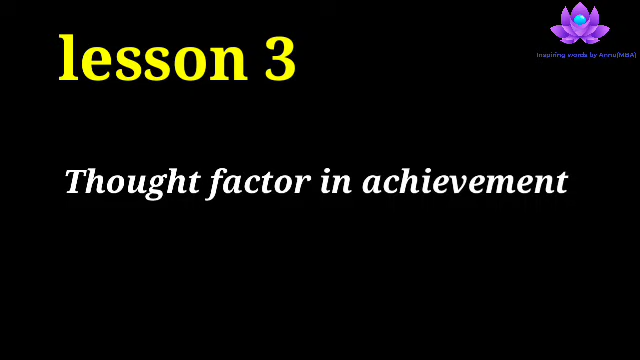 lesson 3
Inspiring words by Annu(MBA)
Thought factor in achievement